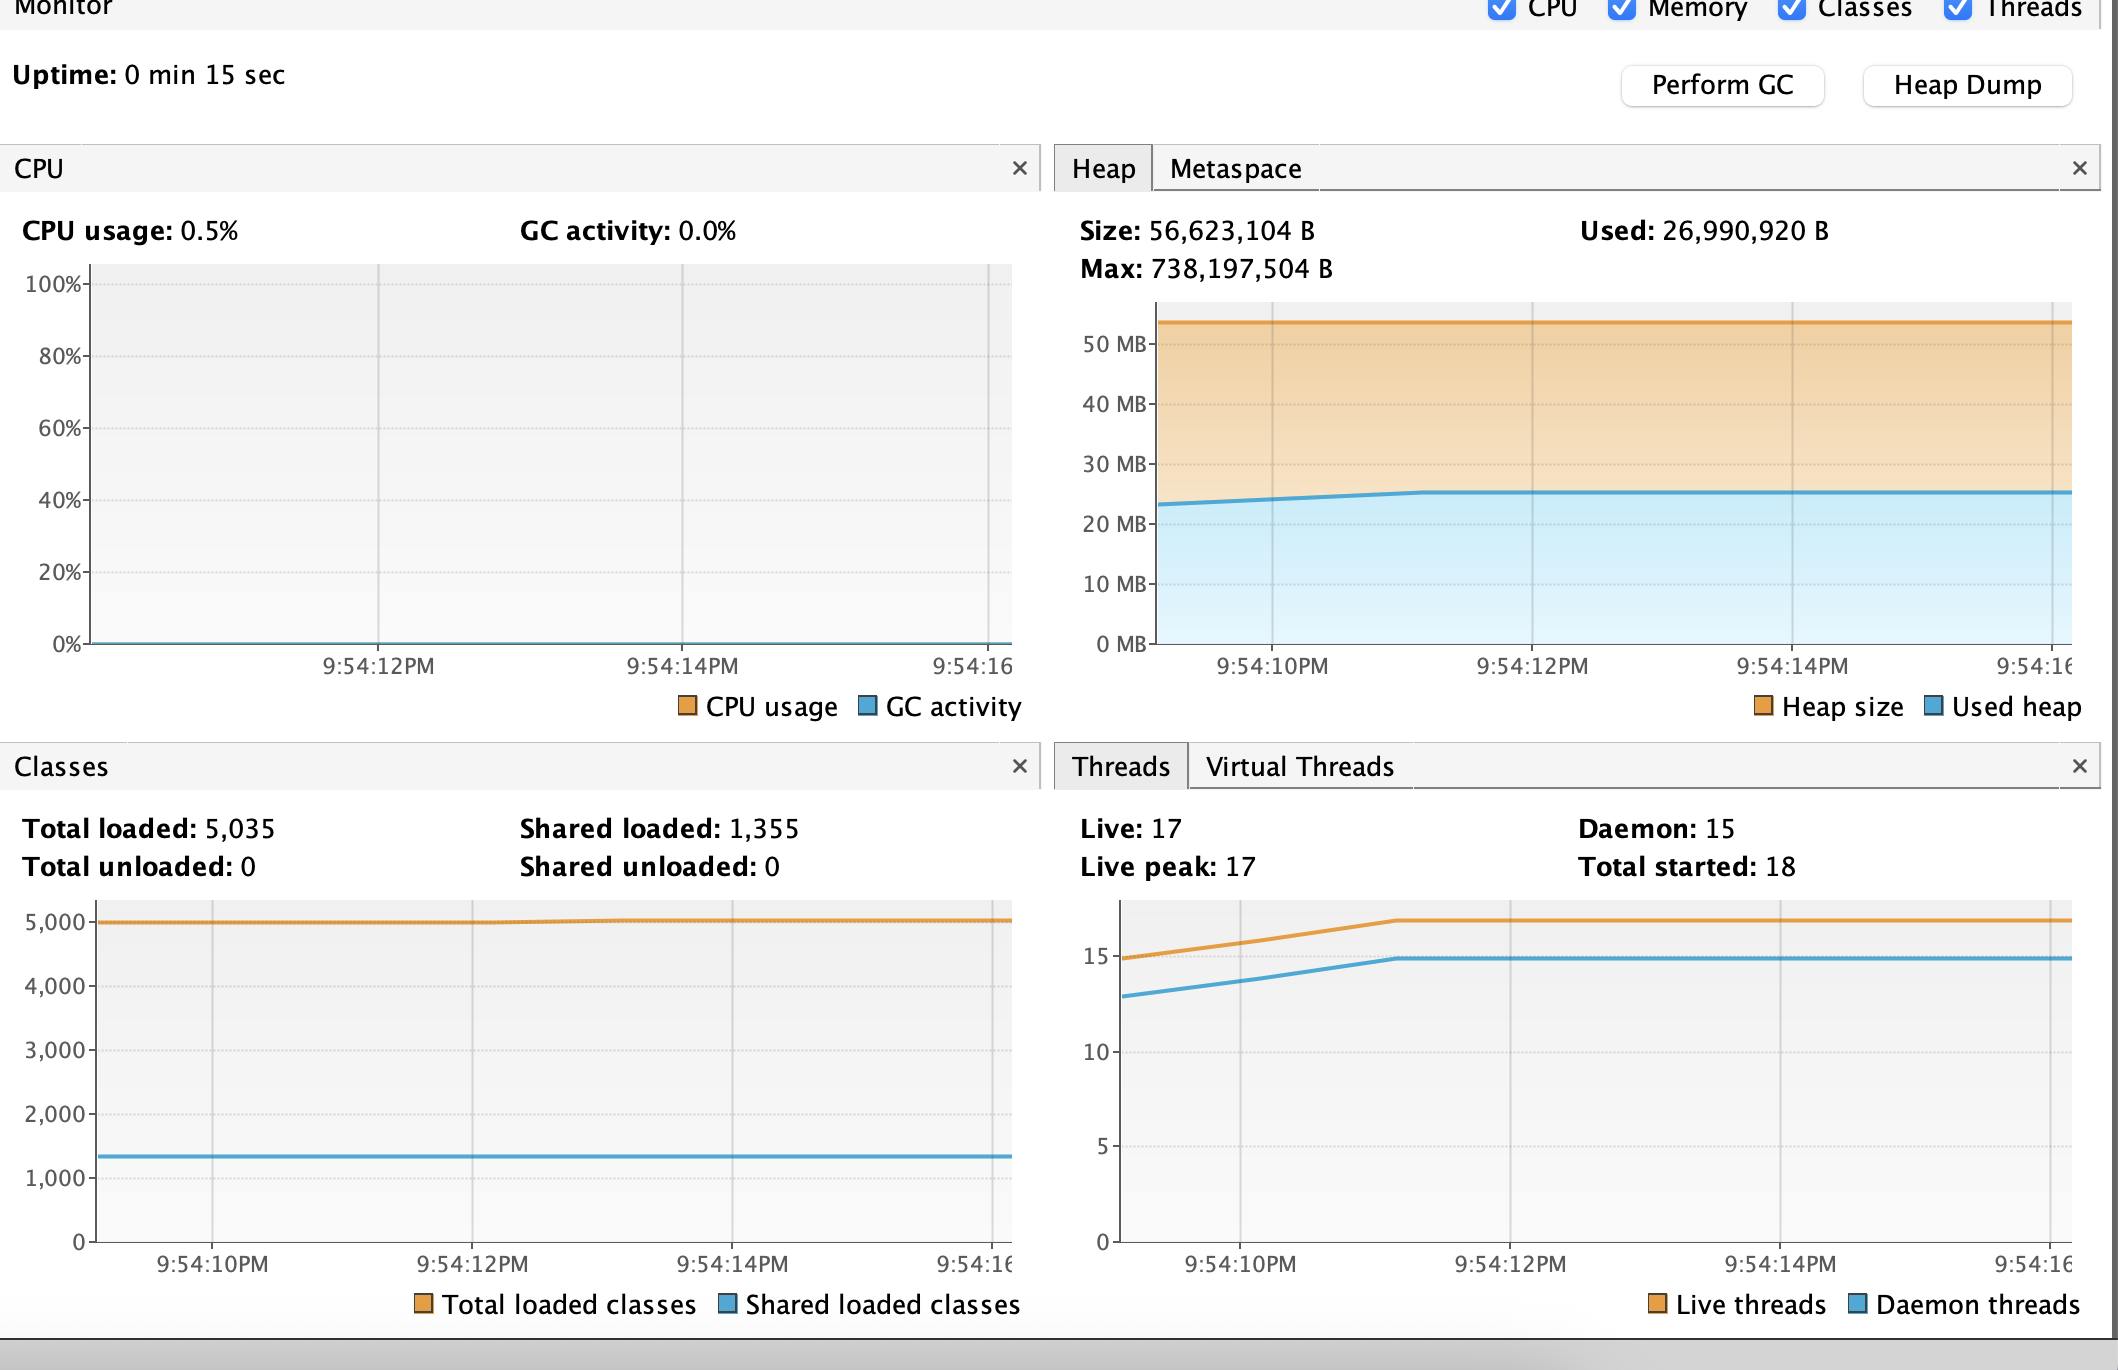 Monitor
CPU Memory Classes Threads
Uptime: 0 min 15 sec
Perform GC Heap Dump
CPU
CPU usage: 0.5% GC activity: 0.0%
100%
80%
60%
40%
20%
0%
9:54:12PM 9:54:14PM 9:54:16
CPU usage GC activity
Heap Metaspace
Size: 56,623,104 B Used: 26,990,920 B
Max: 738,197,504 B
50 MB
40 MB
30 MB
20 MB
10 MB
0 MB
9:54:10PM 9:54:12PM 9:54:14PM 9:54:16
Heap size Used heap
Classes
Total loaded: 5,035 Shared loaded: 1,355
Total unloaded: 0 Shared unloaded: 0
5,000
4,000
3,000
2,000
1,000
0
9:54:10PM 9:54:12PM 9:54:14PM 9:54:16
Total loaded classes Shared loaded classes
Threads Virtual Threads
Live: 17 Daemon: 15
Live peak: 17 Total started: 18
15
10
5
0
9:54:10PM 9:54:12PM 9:54:14PM 9:54:16
Live threads Daemon threads